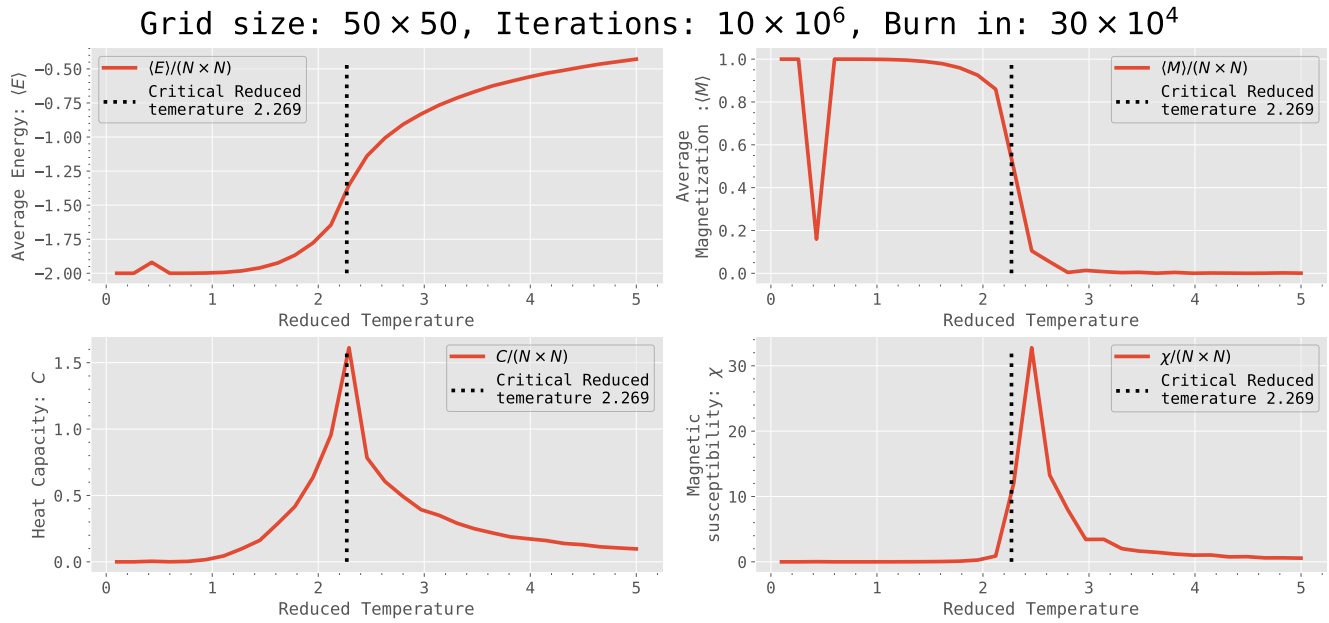 Grid size: 50 × 50, Iterations: 10 × 10⁶, Burn in: 30 × 10⁴
Average Energy: ⟨E⟩
−0.50
−0.75
−1.00
−1.25
−1.50
−1.75
−2.00
⟨E⟩/(N × N)
Critical Reduced
temerature 2.269
0 1 2 3 4 5
Reduced Temperature
Average
Magnetization :⟨M⟩
1.0
0.8
0.6
0.4
0.2
0.0
⟨M⟩/(N × N)
Critical Reduced
temerature 2.269
0 1 2 3 4 5
Reduced Temperature
Heat Capacity: C
1.5
1.0
0.5
0.0
C/(N × N)
Critical Reduced
temerature 2.269
0 1 2 3 4 5
Reduced Temperature
Magnetic
susceptibility: χ
30
20
10
0
χ/(N × N)
Critical Reduced
temerature 2.269
0 1 2 3 4 5
Reduced Temperature